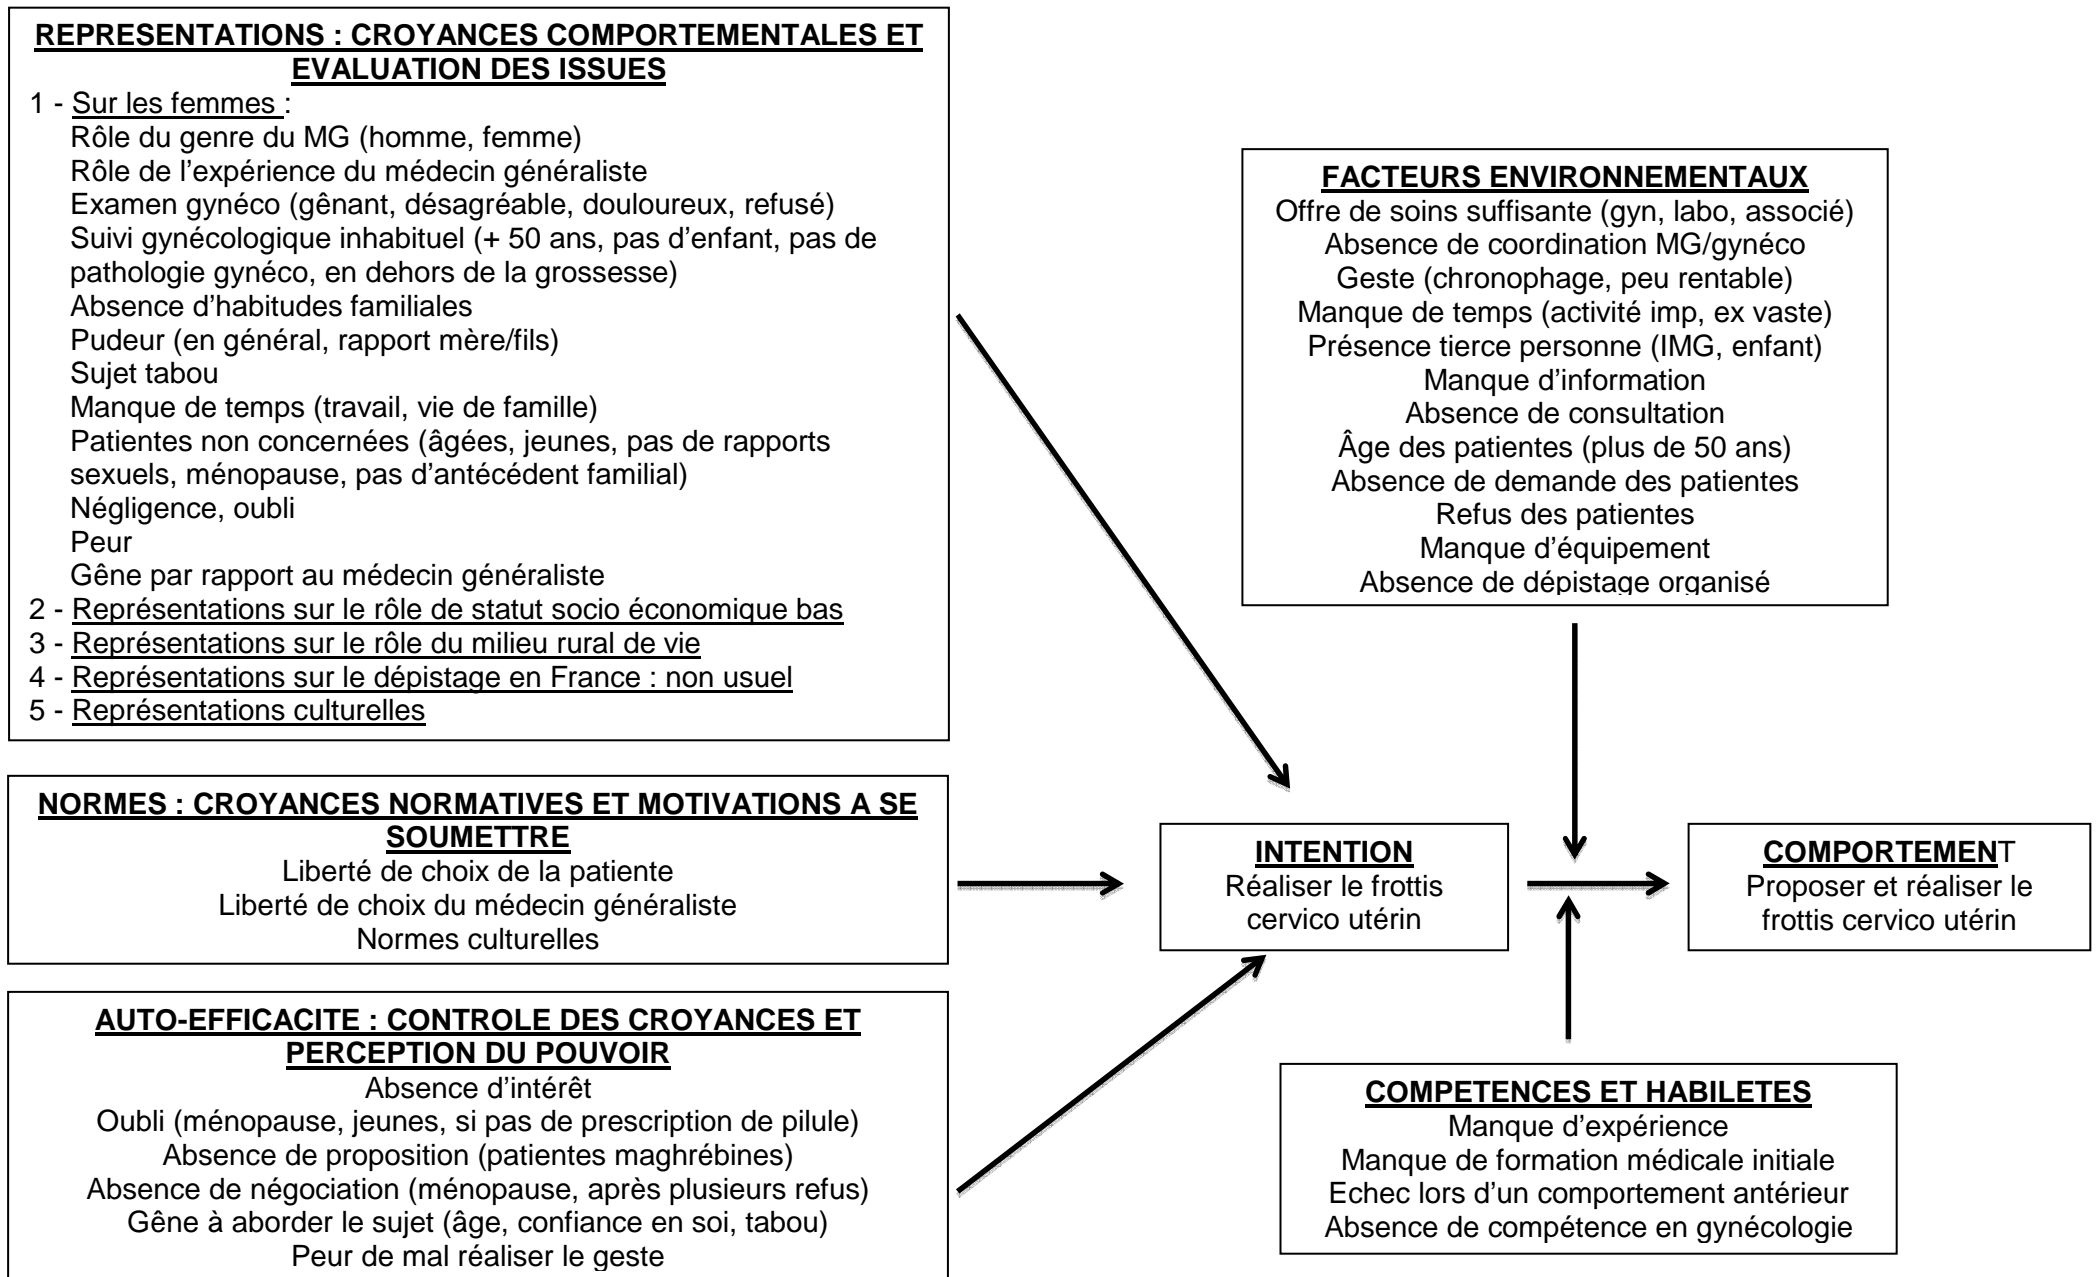 REPRESENTATIONS : CROYANCES COMPORTEMENTALES ET
EVALUATION DES ISSUES
1 - Sur les femmes :
Rôle du genre du MG (homme, femme)
Rôle de l’expérience du médecin généraliste
Examen gynéco (gênant, désagréable, douloureux, refusé)
Suivi gynécologique inhabituel (+ 50 ans, pas d’enfant, pas de
pathologie gynéco, en dehors de la grossesse)
Absence d’habitudes familiales
Pudeur (en général, rapport mère/fils)
Sujet tabou
Manque de temps (travail, vie de famille)
Patientes non concernées (âgées, jeunes, pas de rapports
sexuels, ménopause, pas d’antécédent familial)
Négligence, oubli
Peur
Gêne par rapport au médecin généraliste
2 - Représentations sur le rôle de statut socio économique bas
3 - Représentations sur le rôle du milieu rural de vie
4 - Représentations sur le dépistage en France : non usuel
5 - Représentations culturelles
NORMES : CROYANCES NORMATIVES ET MOTIVATIONS A SE
SOUMETTRE
Liberté de choix de la patiente
Liberté de choix du médecin généraliste
Normes culturelles
AUTO-EFFICACITE : CONTROLE DES CROYANCES ET
PERCEPTION DU POUVOIR
Absence d’intérêt
Oubli (ménopause, jeunes, si pas de prescription de pilule)
Absence de proposition (patientes maghrébines)
Absence de négociation (ménopause, après plusieurs refus)
Gêne à aborder le sujet (âge, confiance en soi, tabou)
Peur de mal réaliser le geste
FACTEURS ENVIRONNEMENTAUX
Offre de soins suffisante (gyn, labo, associé)
Absence de coordination MG/gynéco
Geste (chronophage, peu rentable)
Manque de temps (activité imp, ex vaste)
Présence tierce personne (IMG, enfant)
Manque d’information
Absence de consultation
Âge des patientes (plus de 50 ans)
Absence de demande des patientes
Refus des patientes
Manque d’équipement
Absence de dépistage organisé
INTENTION
Réaliser le frottis
cervico utérin
COMPORTEMENT
Proposer et réaliser le
frottis cervico utérin
COMPETENCES ET HABILETES
Manque d’expérience
Manque de formation médicale initiale
Echec lors d’un comportement antérieur
Absence de compétence en gynécologie